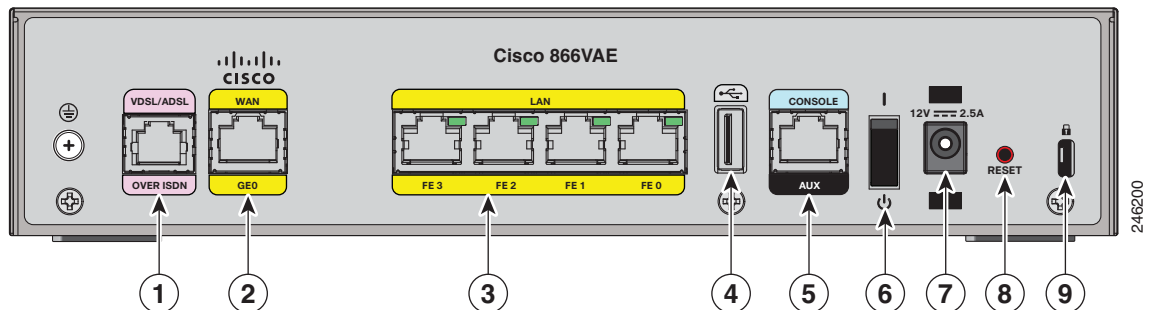 Cisco 866VAE
CISCO
VDSL/ADSL
OVER ISDN
WAN
GE0
LAN
FE 3 FE 2 FE 1 FE 0
CONSOLE
AUX
12V 2.5A
RESET
246200
1 2 3 4 5 6 7 8 9